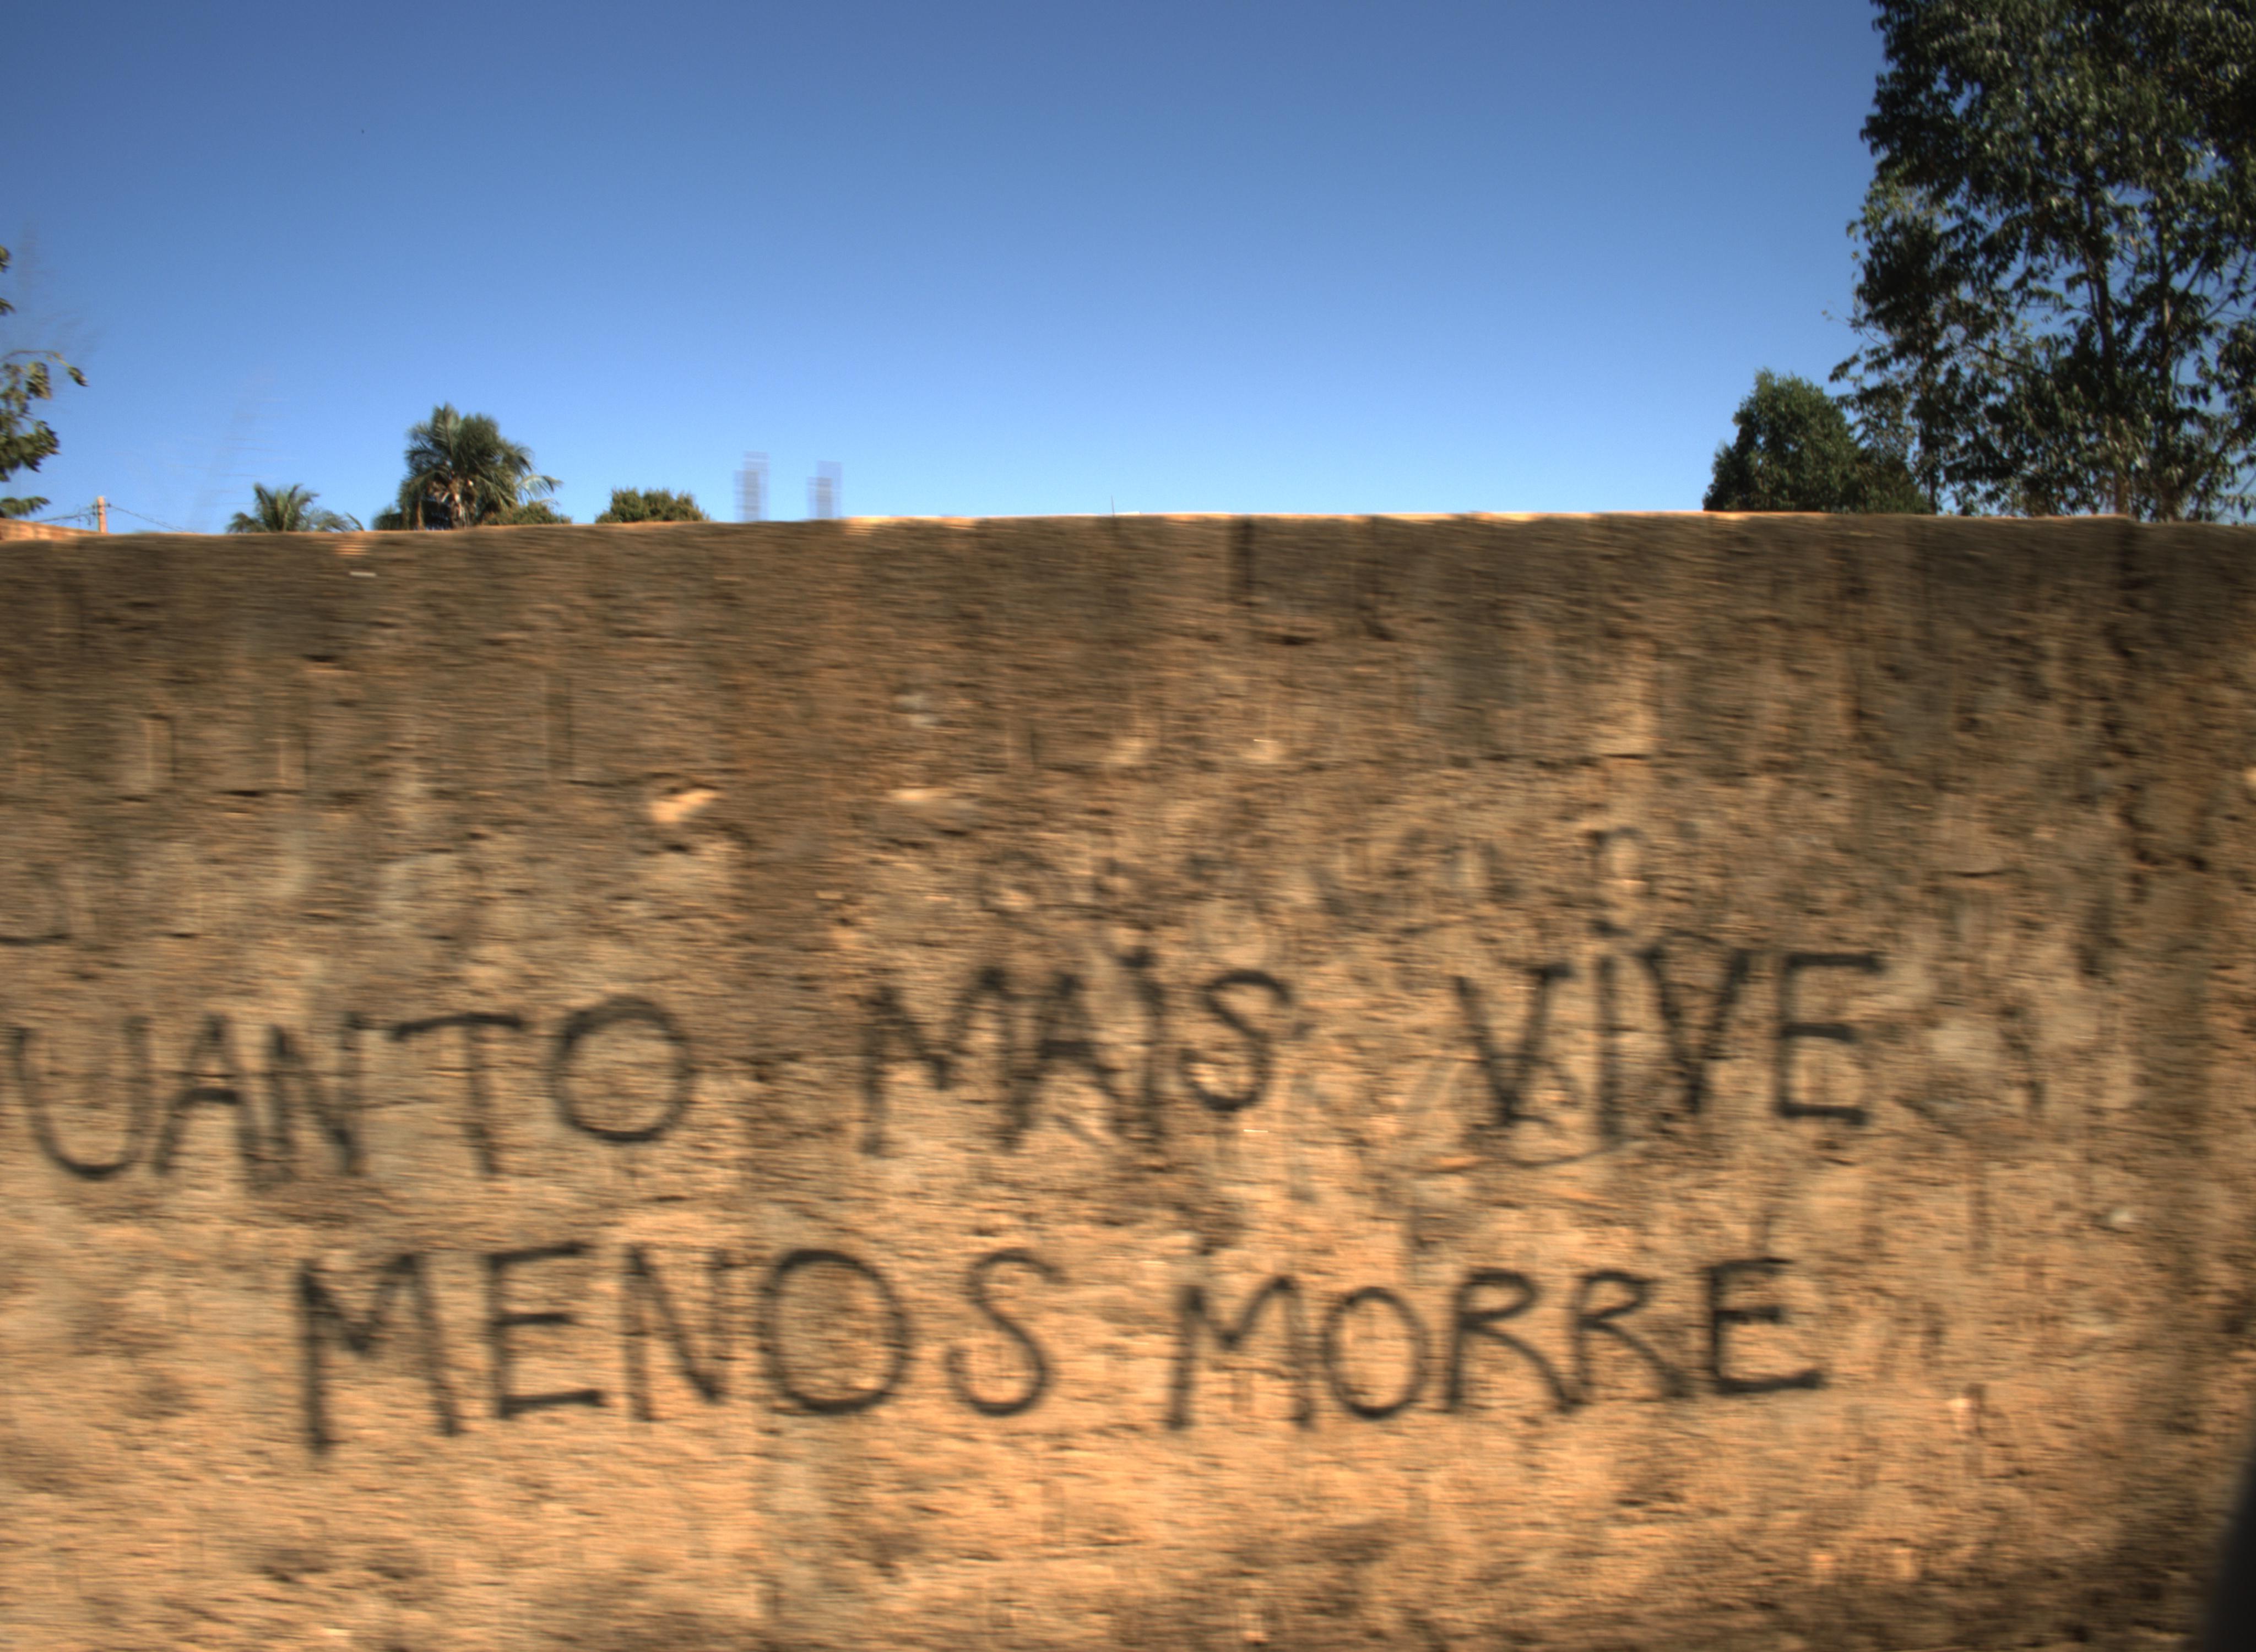 UANTO MAIS VIVE
MENOS MORRE